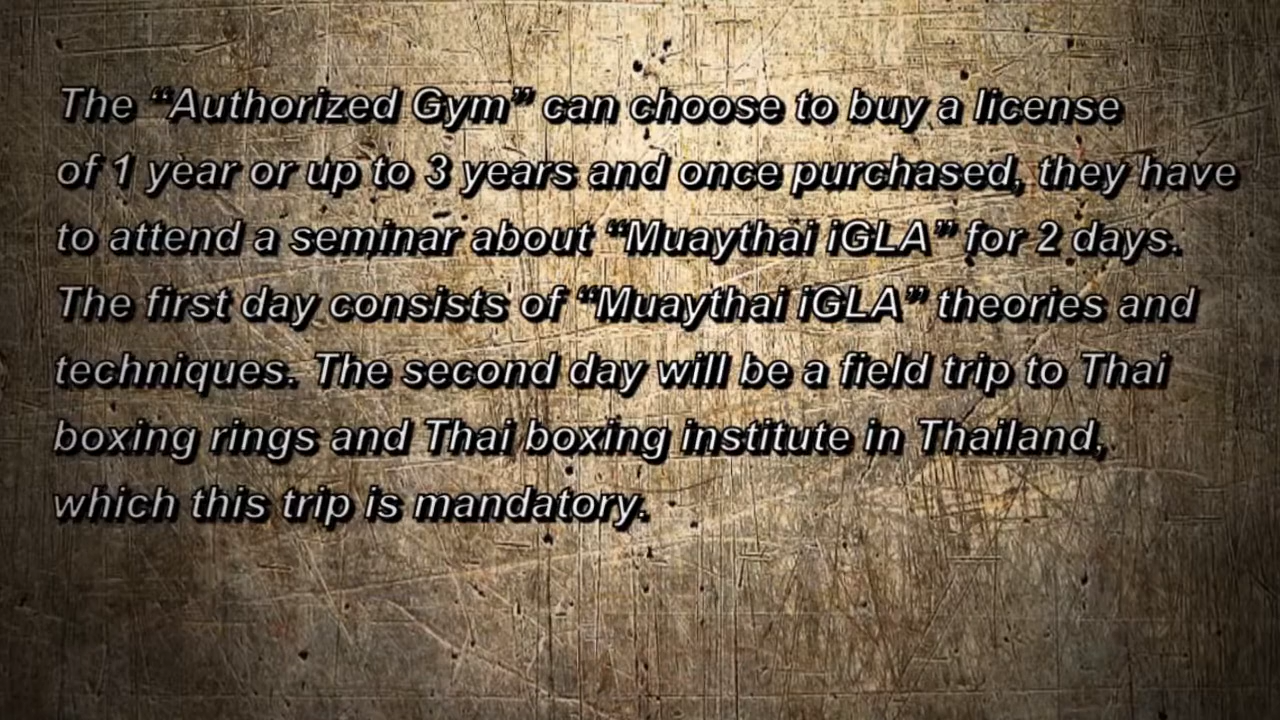 The “Authorized Gym” can choose to buy a license
of 1 year or up to 3 years and once purchased, they have
to attend a seminar about “Muaythai iGLA” for 2 days.
The first day consists of “Muaythai iGLA” theories and
techniques. The second day will be a field trip to Thai
boxing rings and Thai boxing institute in Thailand,
which this trip is mandatory.